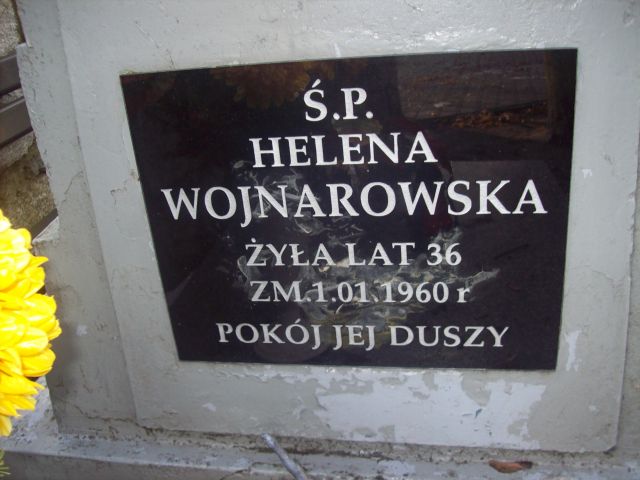 Ś.P.
HELENA
WOJNAROWSKA
ŻYŁA LAT 36
ZM.1.01.1960 r
POKÓJ JEJ DUSZY